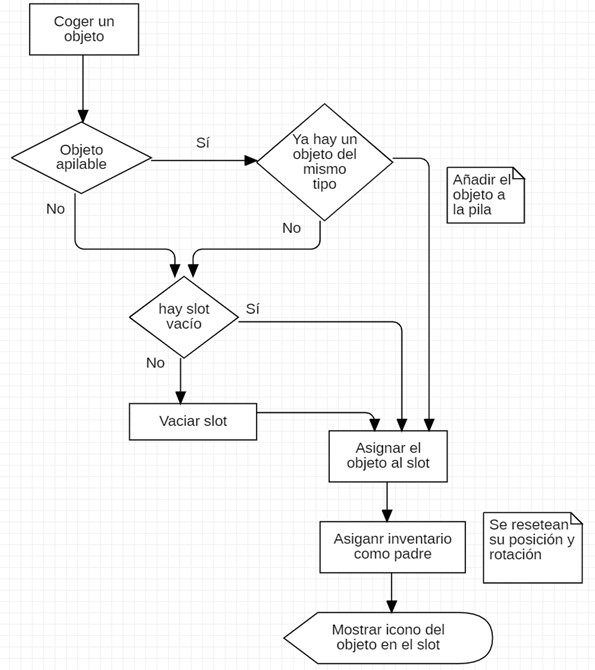 Coger un
objeto
Objeto
apilable
Sí
Ya hay un
objeto del
mismo
tipo
Añadir el
objeto a
la pila
No
No
hay slot
vacío
Sí
No
Vaciar slot
Asignar el
objeto al slot
Asiganr inventario
como padre
Se resetean
su posición y
rotación
Mostrar icono del
objeto en el slot